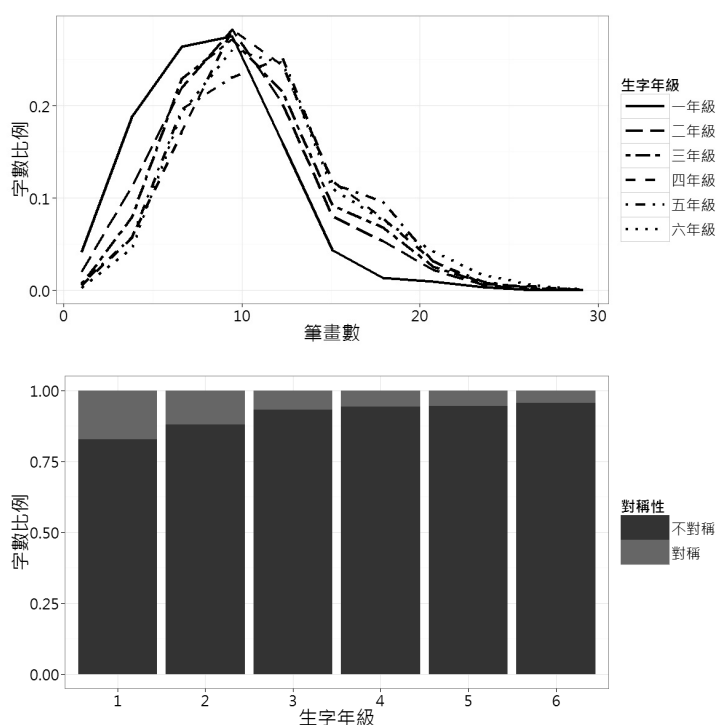 字數比例
0.2
0.1
0.0
0
10
20
30
筆畫數
生字年級
一年級
二年級
三年級
四年級
五年級
六年級
字數比例
1.00
0.75
0.50
0.25
0.00
1
2
3
4
5
6
生字年級
對稱性
不對稱
對稱